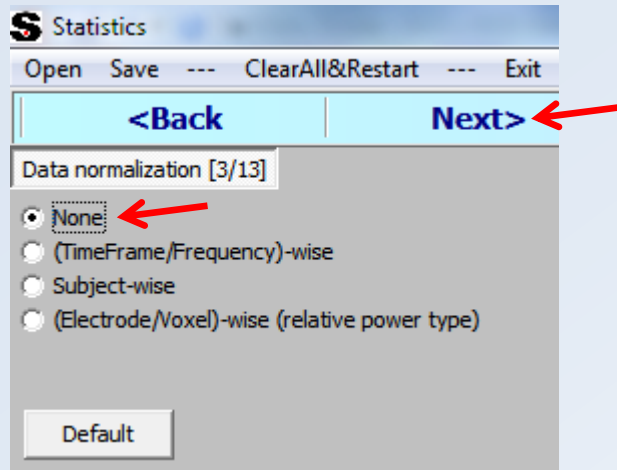 Statistics
Open Save --- ClearAll&Restart --- Exit
<Back Next>
Data normalization [3/13]
None
(TimeFrame/Frequency)-wise
Subject-wise
(Electrode/Voxel)-wise (relative power type)
Default